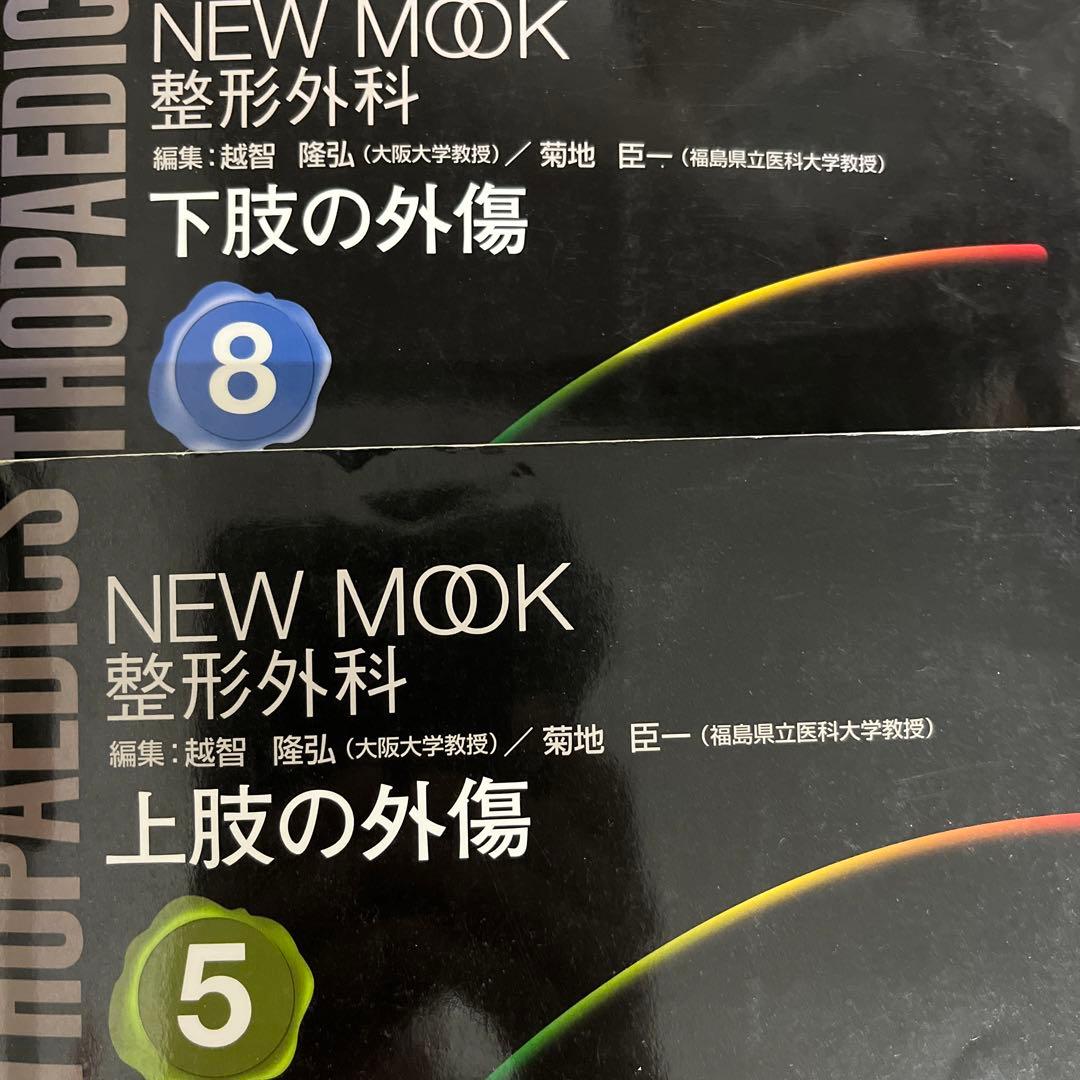 THOPAEDIC
NEW MOOK
整形外科
編集:越智 隆弘(大阪大学教授)/菊地 臣一(福島県立医科大学教授)
下肢の外傷
8
THOPAEDICS
NEW MOOK
整形外科
編集:越智 隆弘(大阪大学教授)/菊地 臣一(福島県立医科大学教授)
上肢の外傷
5